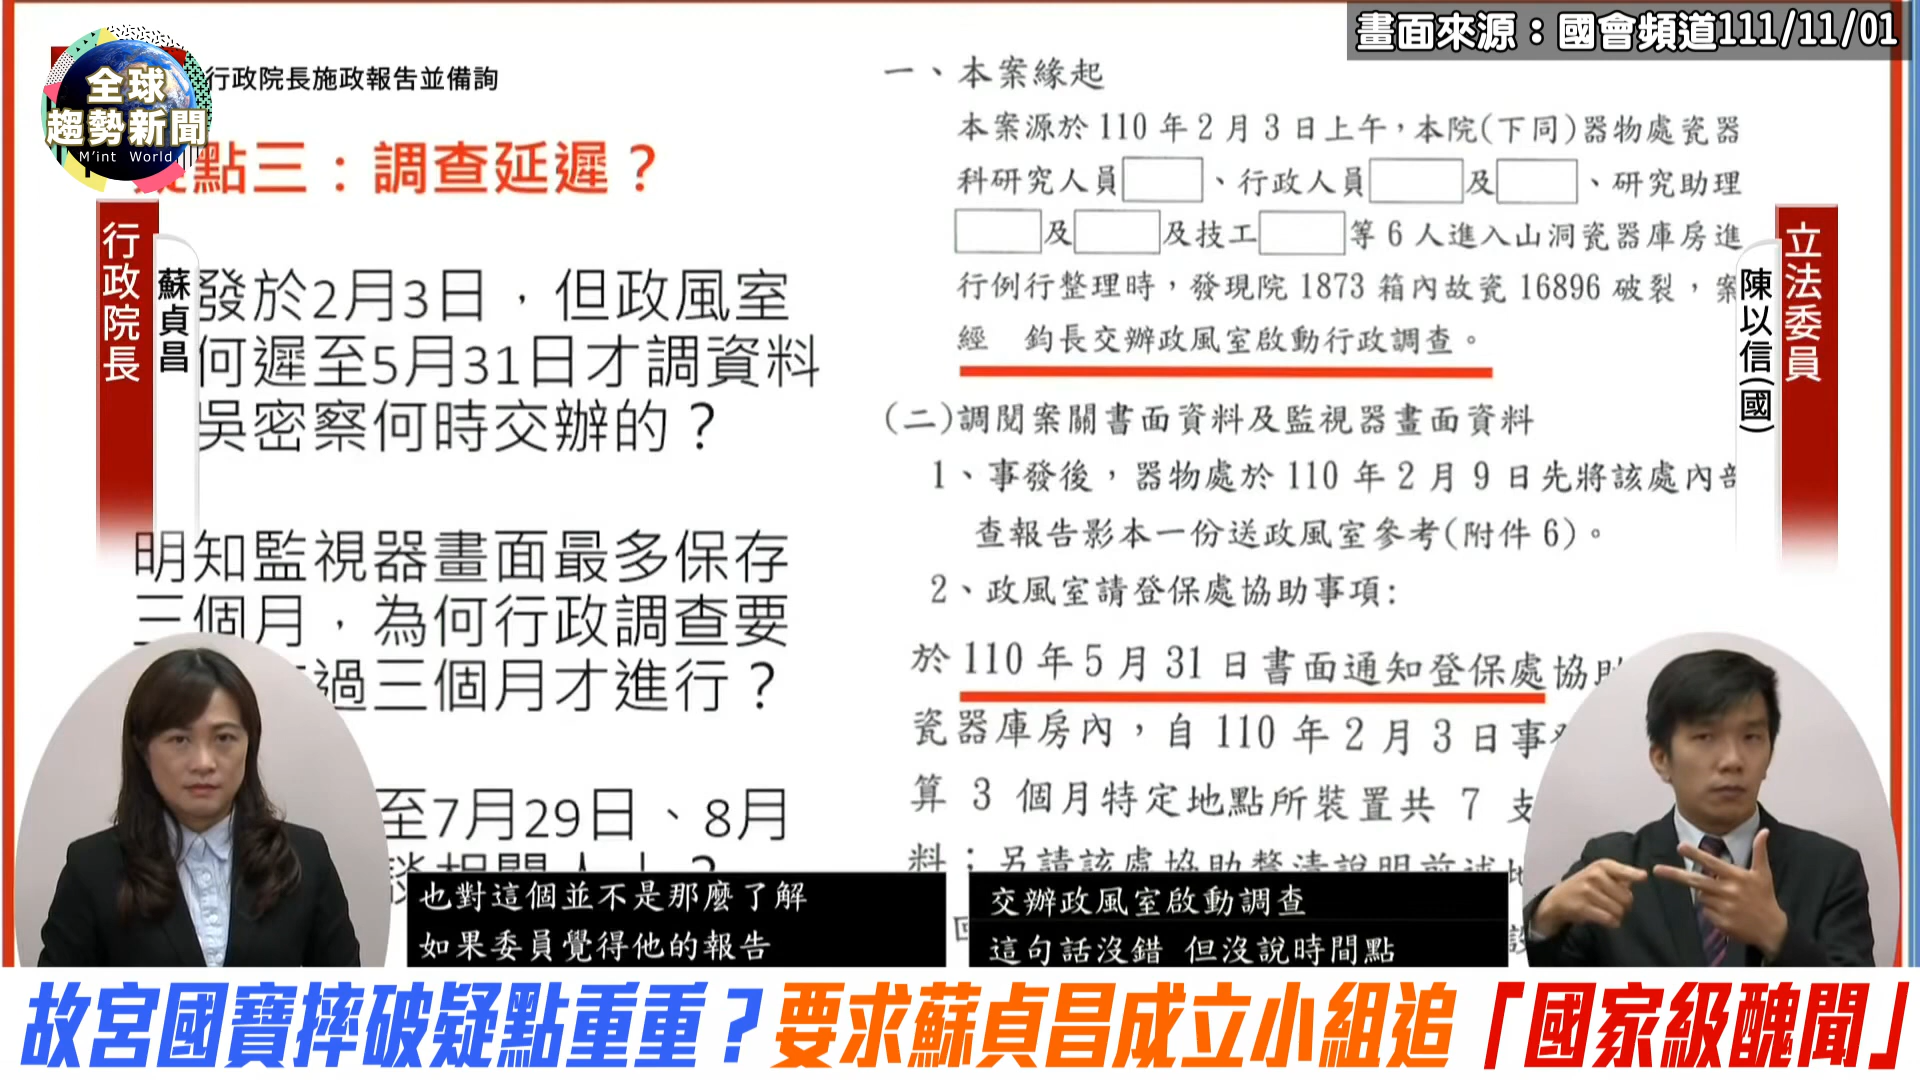 畫面來源：國會頻道111/11/01
全球
趨勢新聞
M'int World
行政院長施政報告並備詢
點三：調查延遲？
發於2月3日，但政風室
何遲至5月31日才調資料
吳密察何時交辦的？
明知監視器畫面最多保存
三個月，為何行政調查要
過三個月才進行？
至7月29日、8月
行政院長
蘇貞昌
一、本案緣起
本案源於110年2月3日上午，本院(下同)器物處瓷器
科研究人員 、行政人員 及 、研究助理
及 及技工 等6人進入山洞瓷器庫房進
行例行整理時，發現院1873箱內故瓷16896破裂，案
經 鈞長交辦政風室啟動行政調查。
(二)調閱案關書面資料及監視器畫面資料
1、事發後，器物處於110年2月9日先將該處內部
查報告影本一份送政風室參考(附件6)。
2、政風室請登保處協助事項:
於110年5月31日書面通知登保處協助
瓷器庫房內，自110年2月3日事發
算3個月特定地點所裝置共7支
料；另請該處協助釐清說明前述地
立法委員
陳以信(國)
也對這個並不是那麼了解
如果委員覺得他的報告
交辦政風室啟動調查
這句話沒錯 但沒說時間點
故宮國寶摔破疑點重重？要求蘇貞昌成立小組追「國家級醜聞」